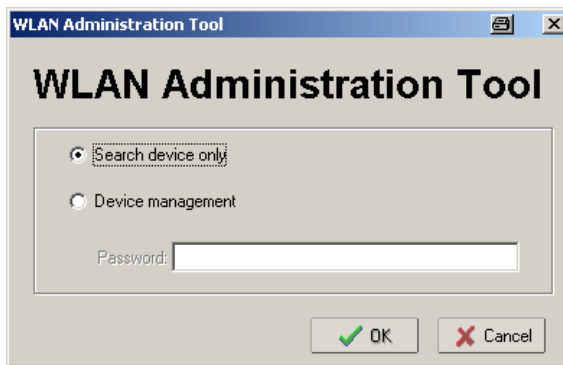 WLAN Administration Tool
WLAN Administration Tool
Search device only
Device management
Password:
OK
Cancel